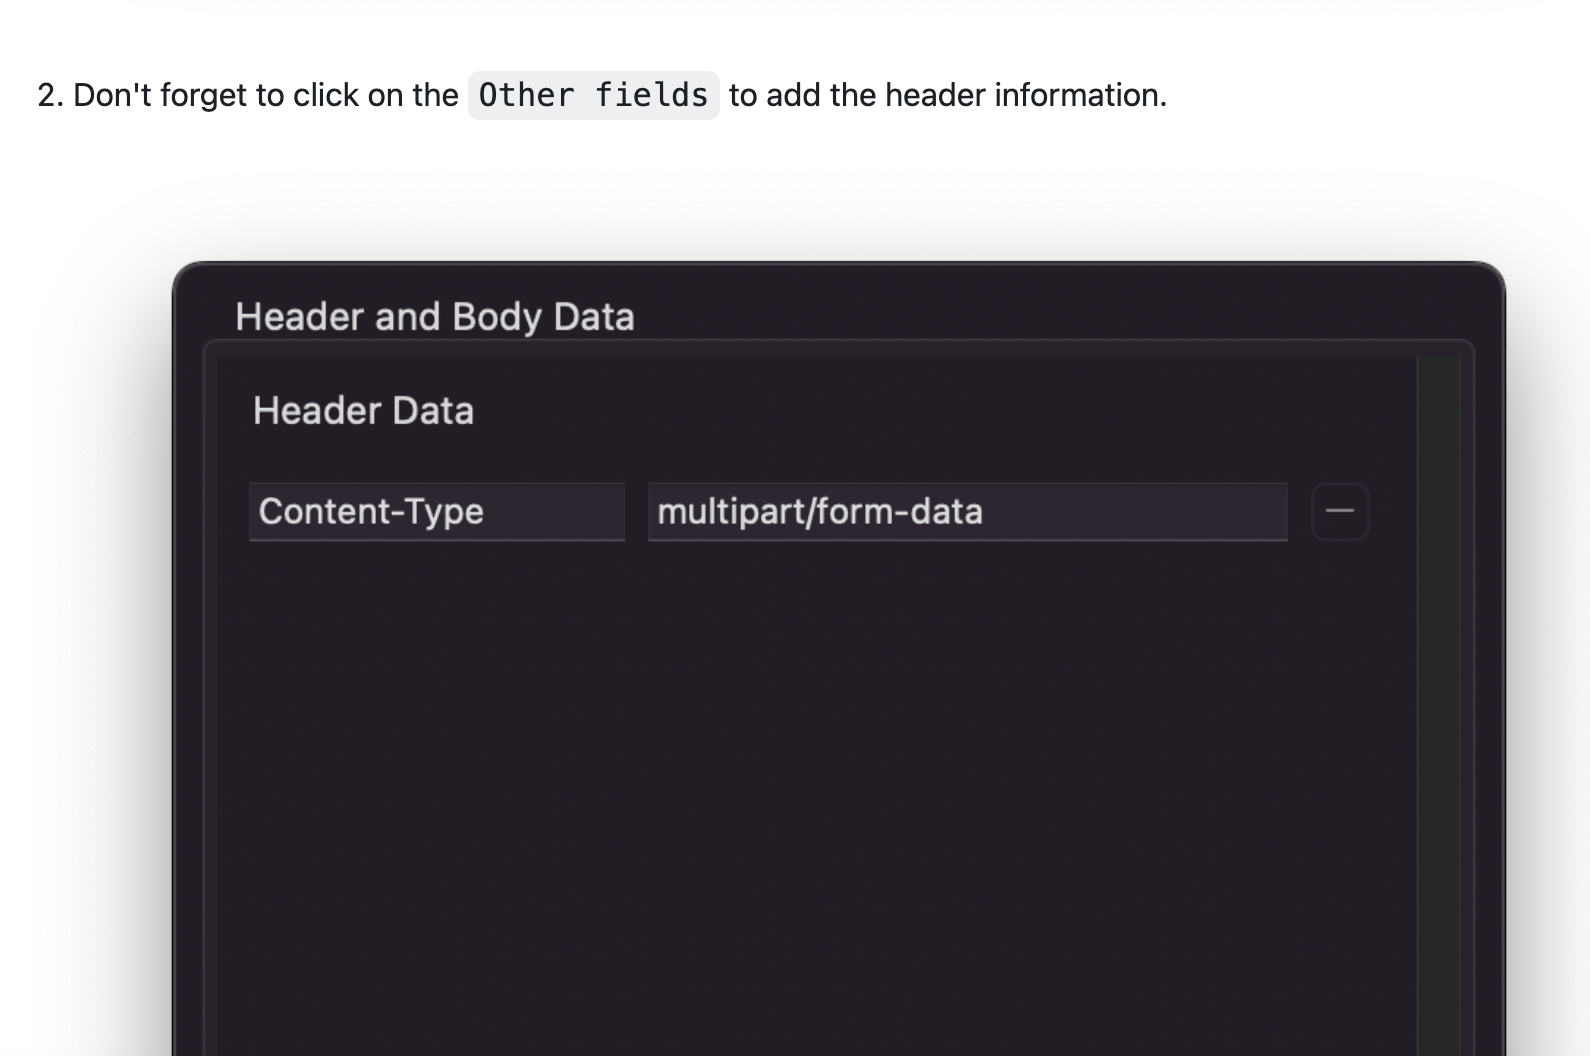 2. Don't forget to click on the Other fields to add the header information.
Header and Body Data
Header Data
Content-Type multipart/form-data